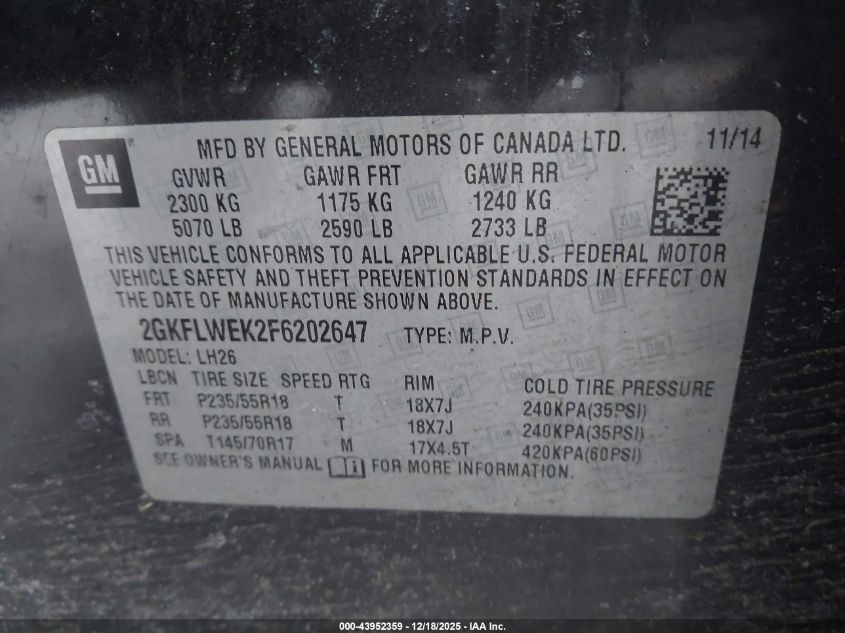 GM
MFD BY GENERAL MOTORS OF CANADA LTD. 11/14
GVWR GAWR FRT GAWR RR
2300 KG 1175 KG 1240 KG
5070 LB 2590 LB 2733 LB
THIS VEHICLE CONFORMS TO ALL APPLICABLE U.S. FEDERAL MOTOR
VEHICLE SAFETY AND THEFT PREVENTION STANDARDS IN EFFECT ON
THE DATE OF MANUFACTURE SHOWN ABOVE.
2GKFLWEK2F6202647 TYPE: M.P.V.
MODEL: LH26
LBCN TIRE SIZE SPEED RTG RIM COLD TIRE PRESSURE
FRT P235/55R18 T 18X7J 240KPA(35PSI)
RR P235/55R18 T 18X7J 240KPA(35PSI)
SPA T145/70R17 M 17X4.5T 420KPA(60PSI)
SEE OWNER'S MANUAL FOR MORE INFORMATION.
000-43952359 - 12/18/2025 - IAA Inc.